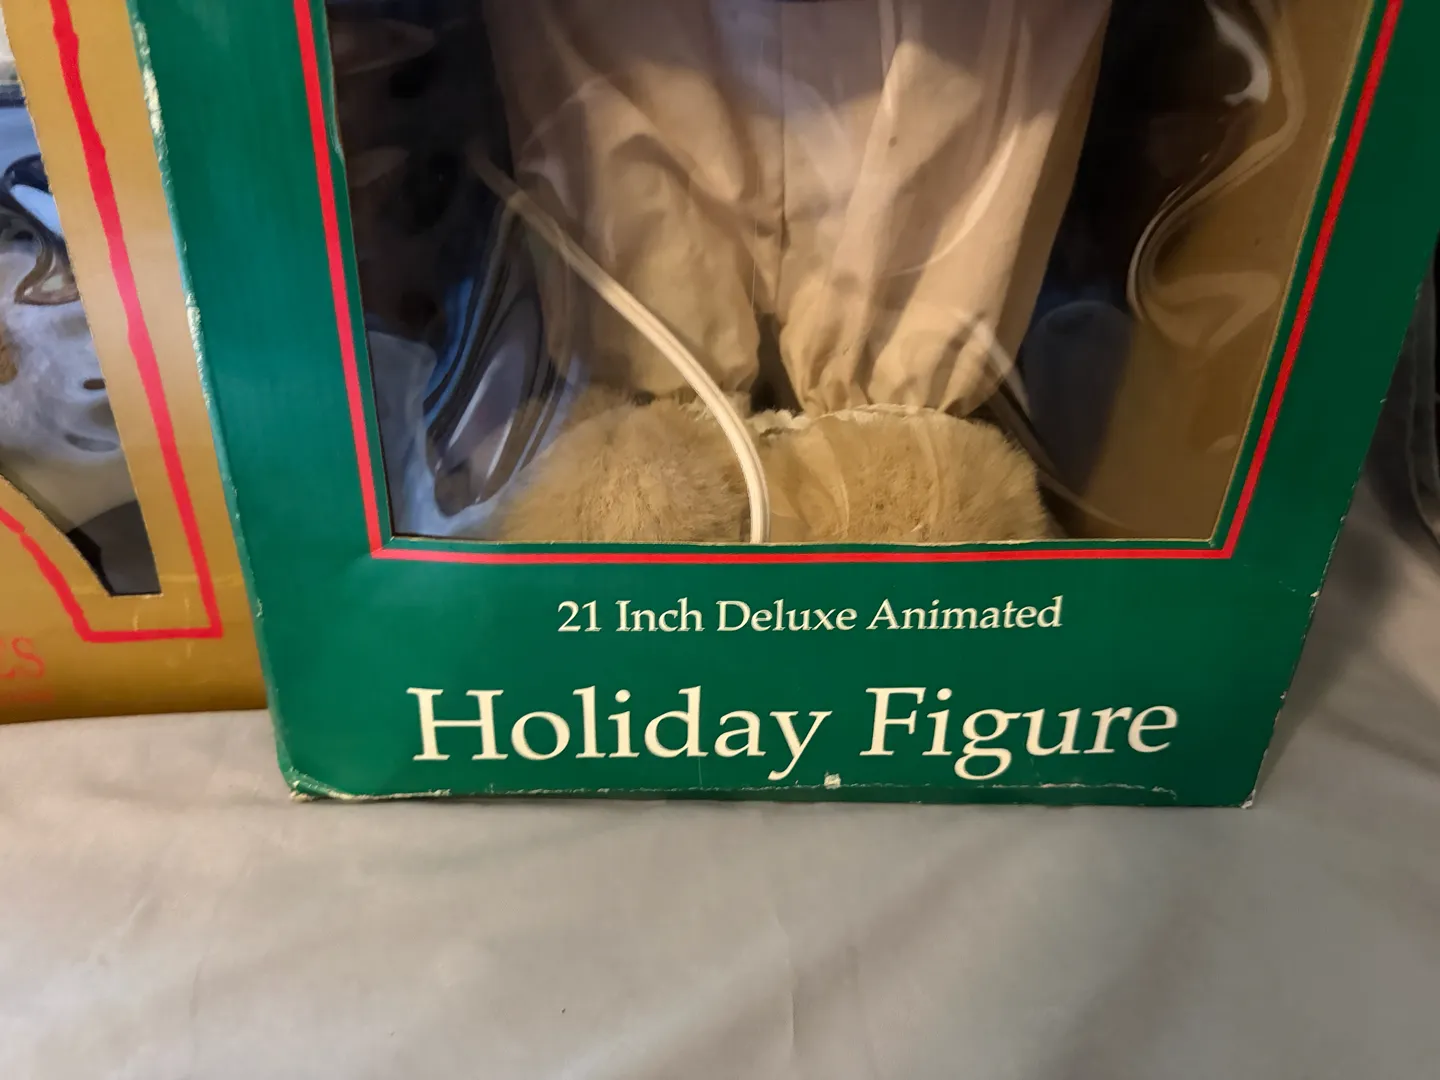 21 Inch Deluxe Animated
Holiday Figure